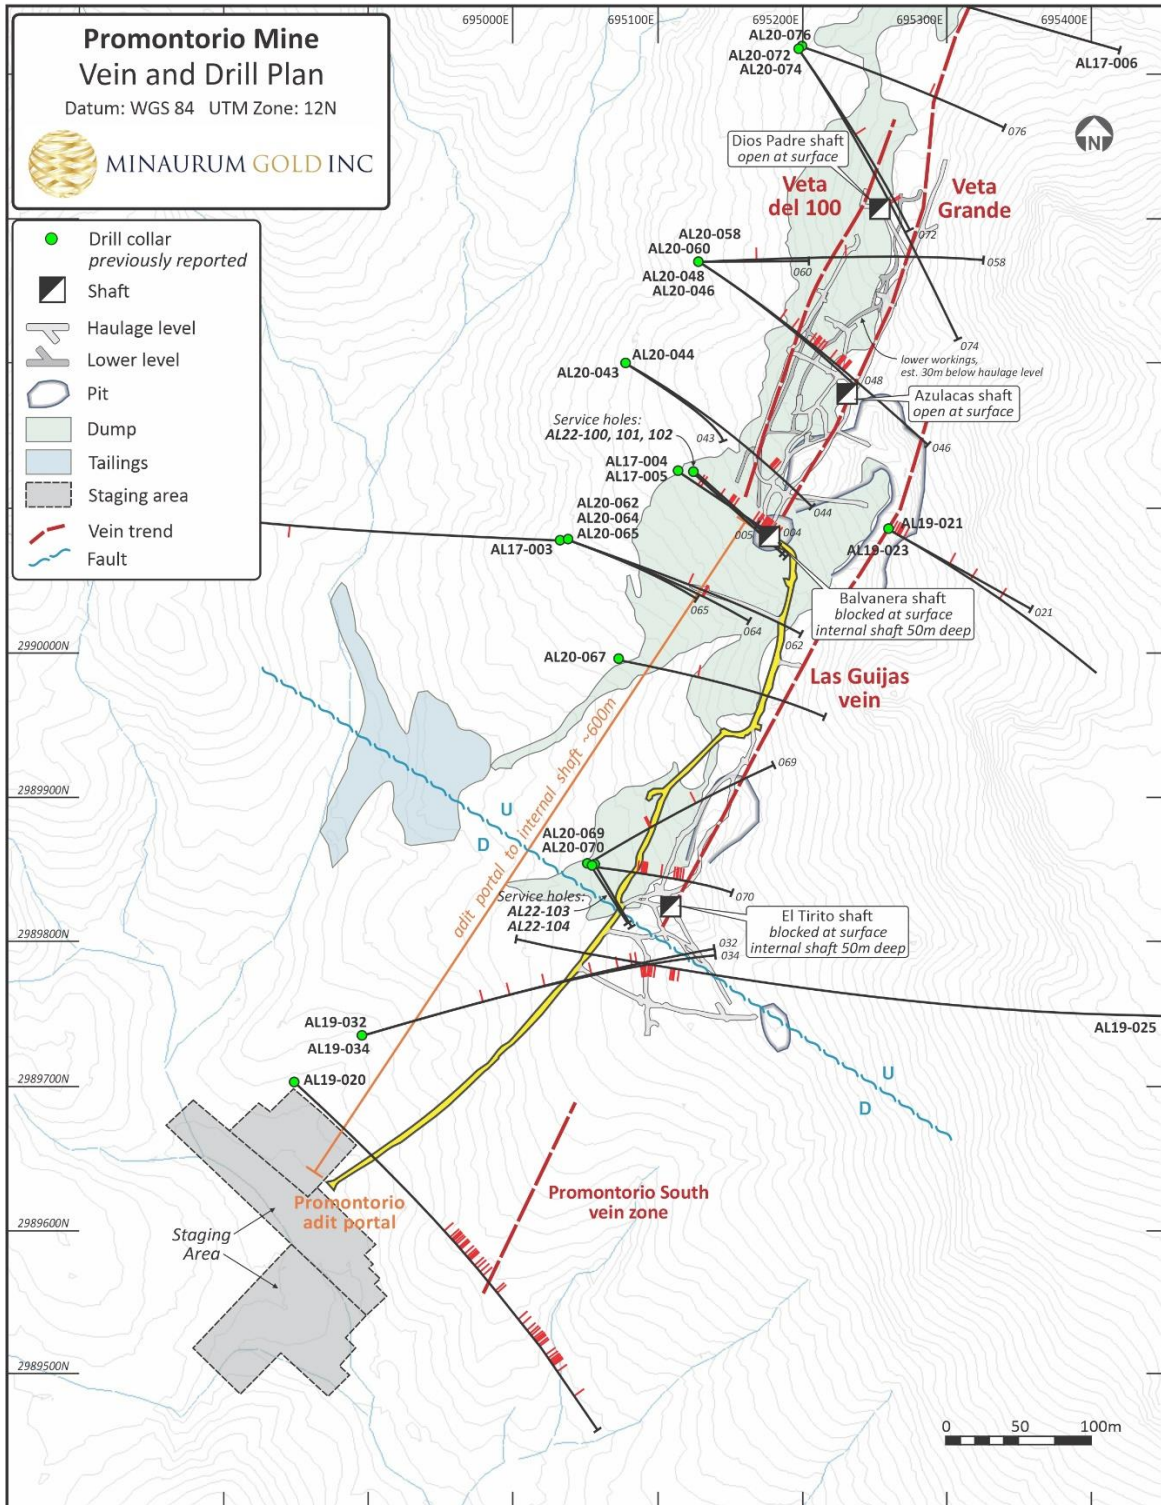 Promontorio Mine
Vein and Drill Plan
Datum: WGS 84 UTM Zone: 12N
MINAURUM GOLD INC
Drill collar
previously reported
Shaft
Haulage level
Lower level
Pit
Dump
Tailings
Staging area
Vein trend
Fault
695000E
695100E
695200E
695300E
695400E
AL20-076
AL20-072
AL20-074
AL17-006
076
N
Dios Padre shaft
open at surface
Veta
del 100
Veta
Grande
072
AL20-058
AL20-060
AL20-048
AL20-046
060
058
074
lower workings,
est. 30m below haulage level
AL20-044
AL20-043
048
Azulacas shaft
open at surface
Service holes:
AL22-100, 101, 102
043
046
AL17-004
AL17-005
044
AL20-062
AL20-064
AL20-065
AL17-003
005
004
AL19-021
AL19-023
Balvanera shaft
blocked at surface
internal shaft 50m deep
021
065
064
062
2990000N
AL20-067
Las Guijas
vein
adit portal to internal shaft ~600m
069
2989900N
U
D
AL20-069
AL20-070
Service holes:
AL22-103
AL22-104
070
El Tirito shaft
blocked at surface
internal shaft 50m deep
2989800N
032
034
AL19-032
AL19-034
AL19-025
2989700N
AL19-020
U
D
Promontorio
adit portal
Promontorio South
vein zone
Staging
Area
2989600N
2989500N
0 50 100m